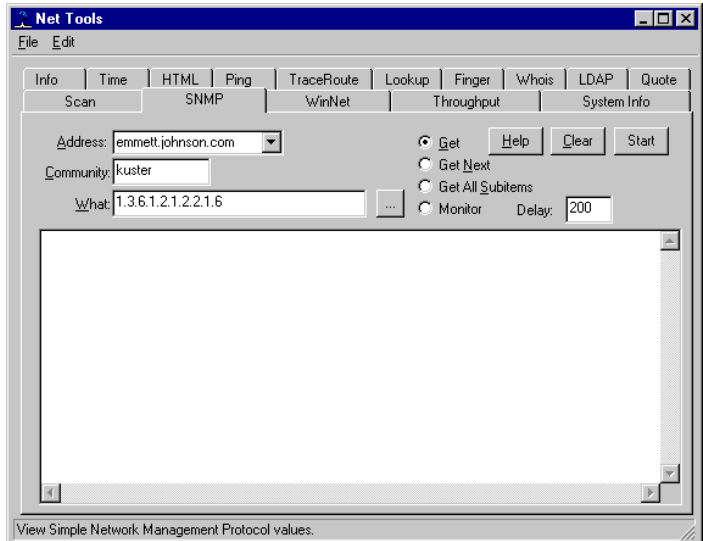 Net Tools
File Edit
Info Time HTML Ping TraceRoute Lookup Finger Whois LDAP Quote
Scan SNMP WinNet Throughput System Info
Address: emmett.johnson.com Get Help Clear Start
Community: kuster Get Next
Get All Subitems
What: 1.3.6.1.2.1.2.2.1.6 ... Monitor Delay: 200
View Simple Network Management Protocol values.